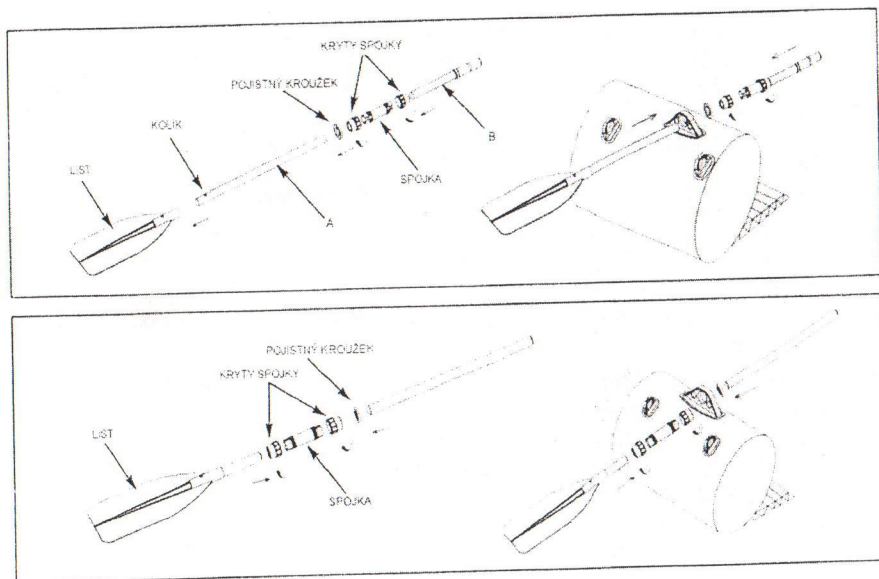 KRYTY SPOJKY
POJISTNÝ KROUŽEK
KOLÍK
B
LIST
SPOJKA
A
POJISTNÝ KROUŽEK
KRYTY SPOJKY
LIST
SPOJKA